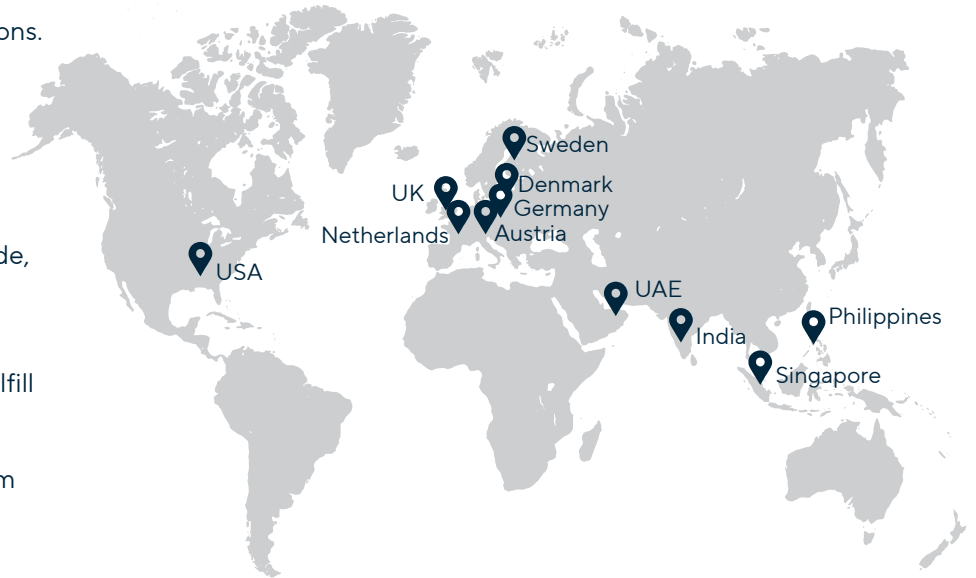 ons.
Sweden
UK
Denmark
Germany
Netherlands
Austria
de,
USA
UAE
Philippines
India
Singapore
lfill
m